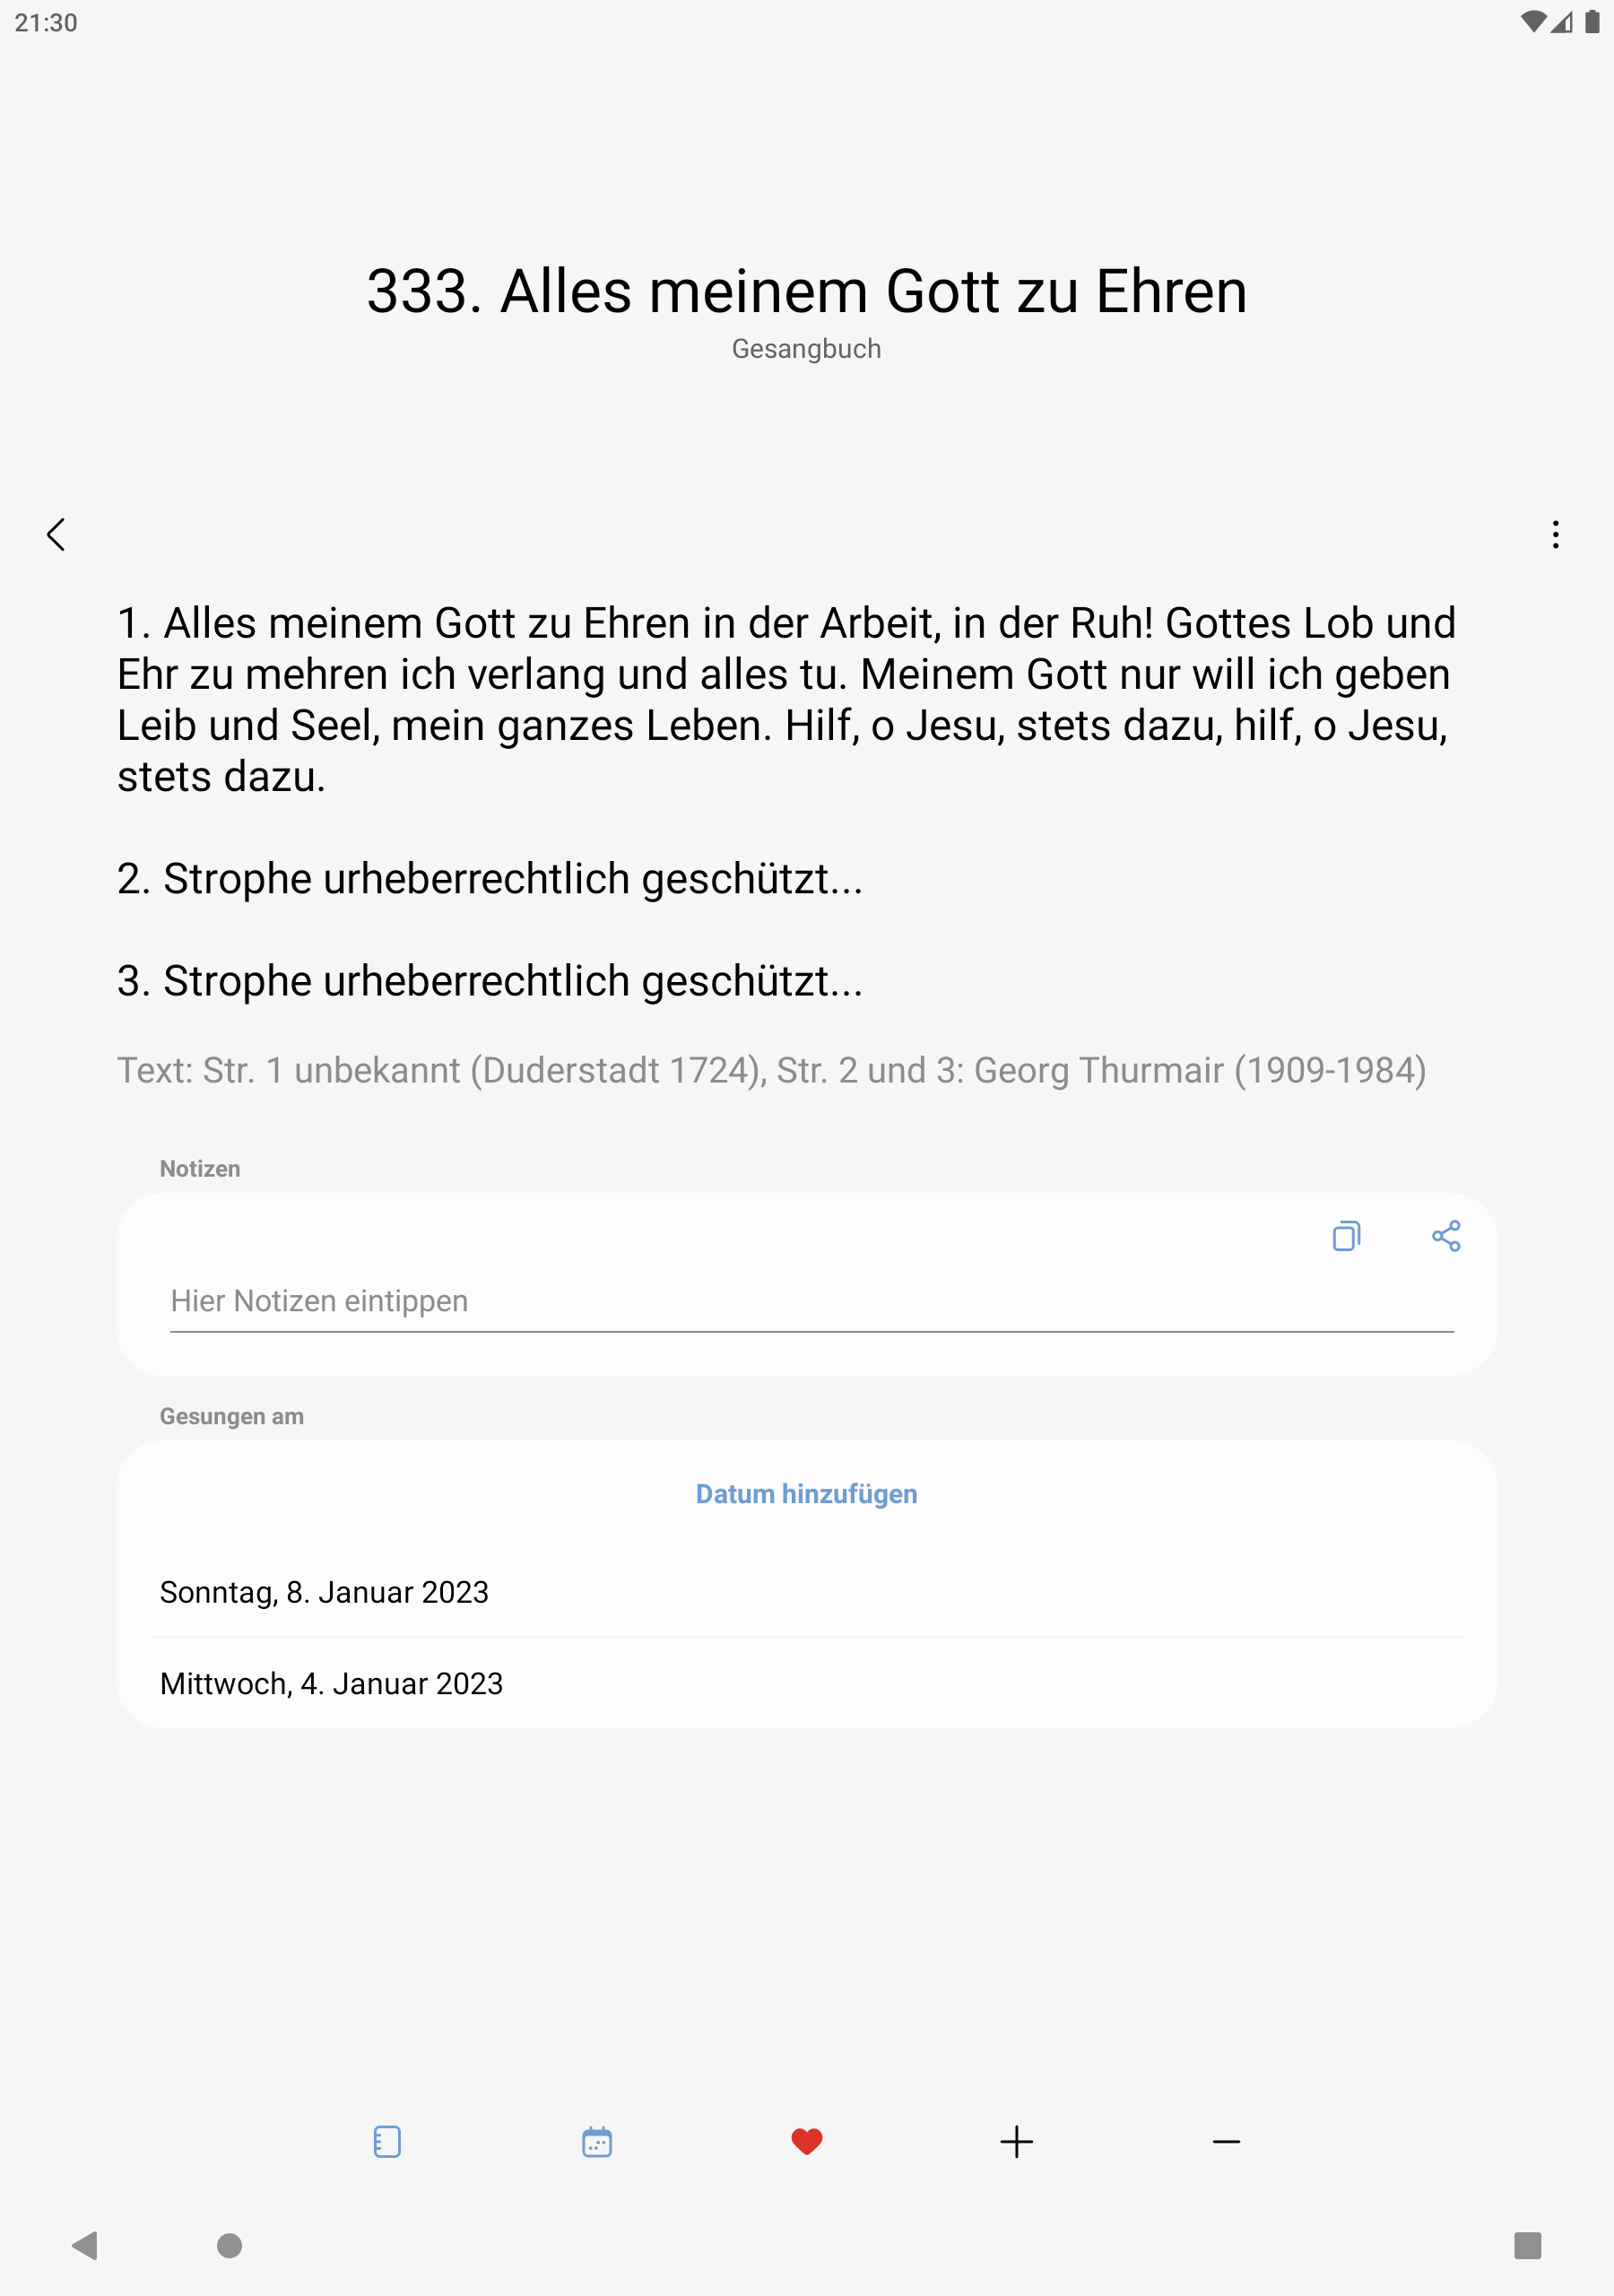 21:30
333. Alles meinem Gott zu Ehren
Gesangbuch
1. Alles meinem Gott zu Ehren in der Arbeit, in der Ruh! Gottes Lob und
Ehr zu mehren ich verlang und alles tu. Meinem Gott nur will ich geben
Leib und Seel, mein ganzes Leben. Hilf, o Jesu, stets dazu, hilf, o Jesu,
stets dazu.
2. Strophe urheberrechtlich geschützt...
3. Strophe urheberrechtlich geschützt...
Text: Str. 1 unbekannt (Duderstadt 1724), Str. 2 und 3: Georg Thurmair (1909-1984)
Notizen
Hier Notizen eintippen
Gesungen am
Datum hinzufügen
Sonntag, 8. Januar 2023
Mittwoch, 4. Januar 2023